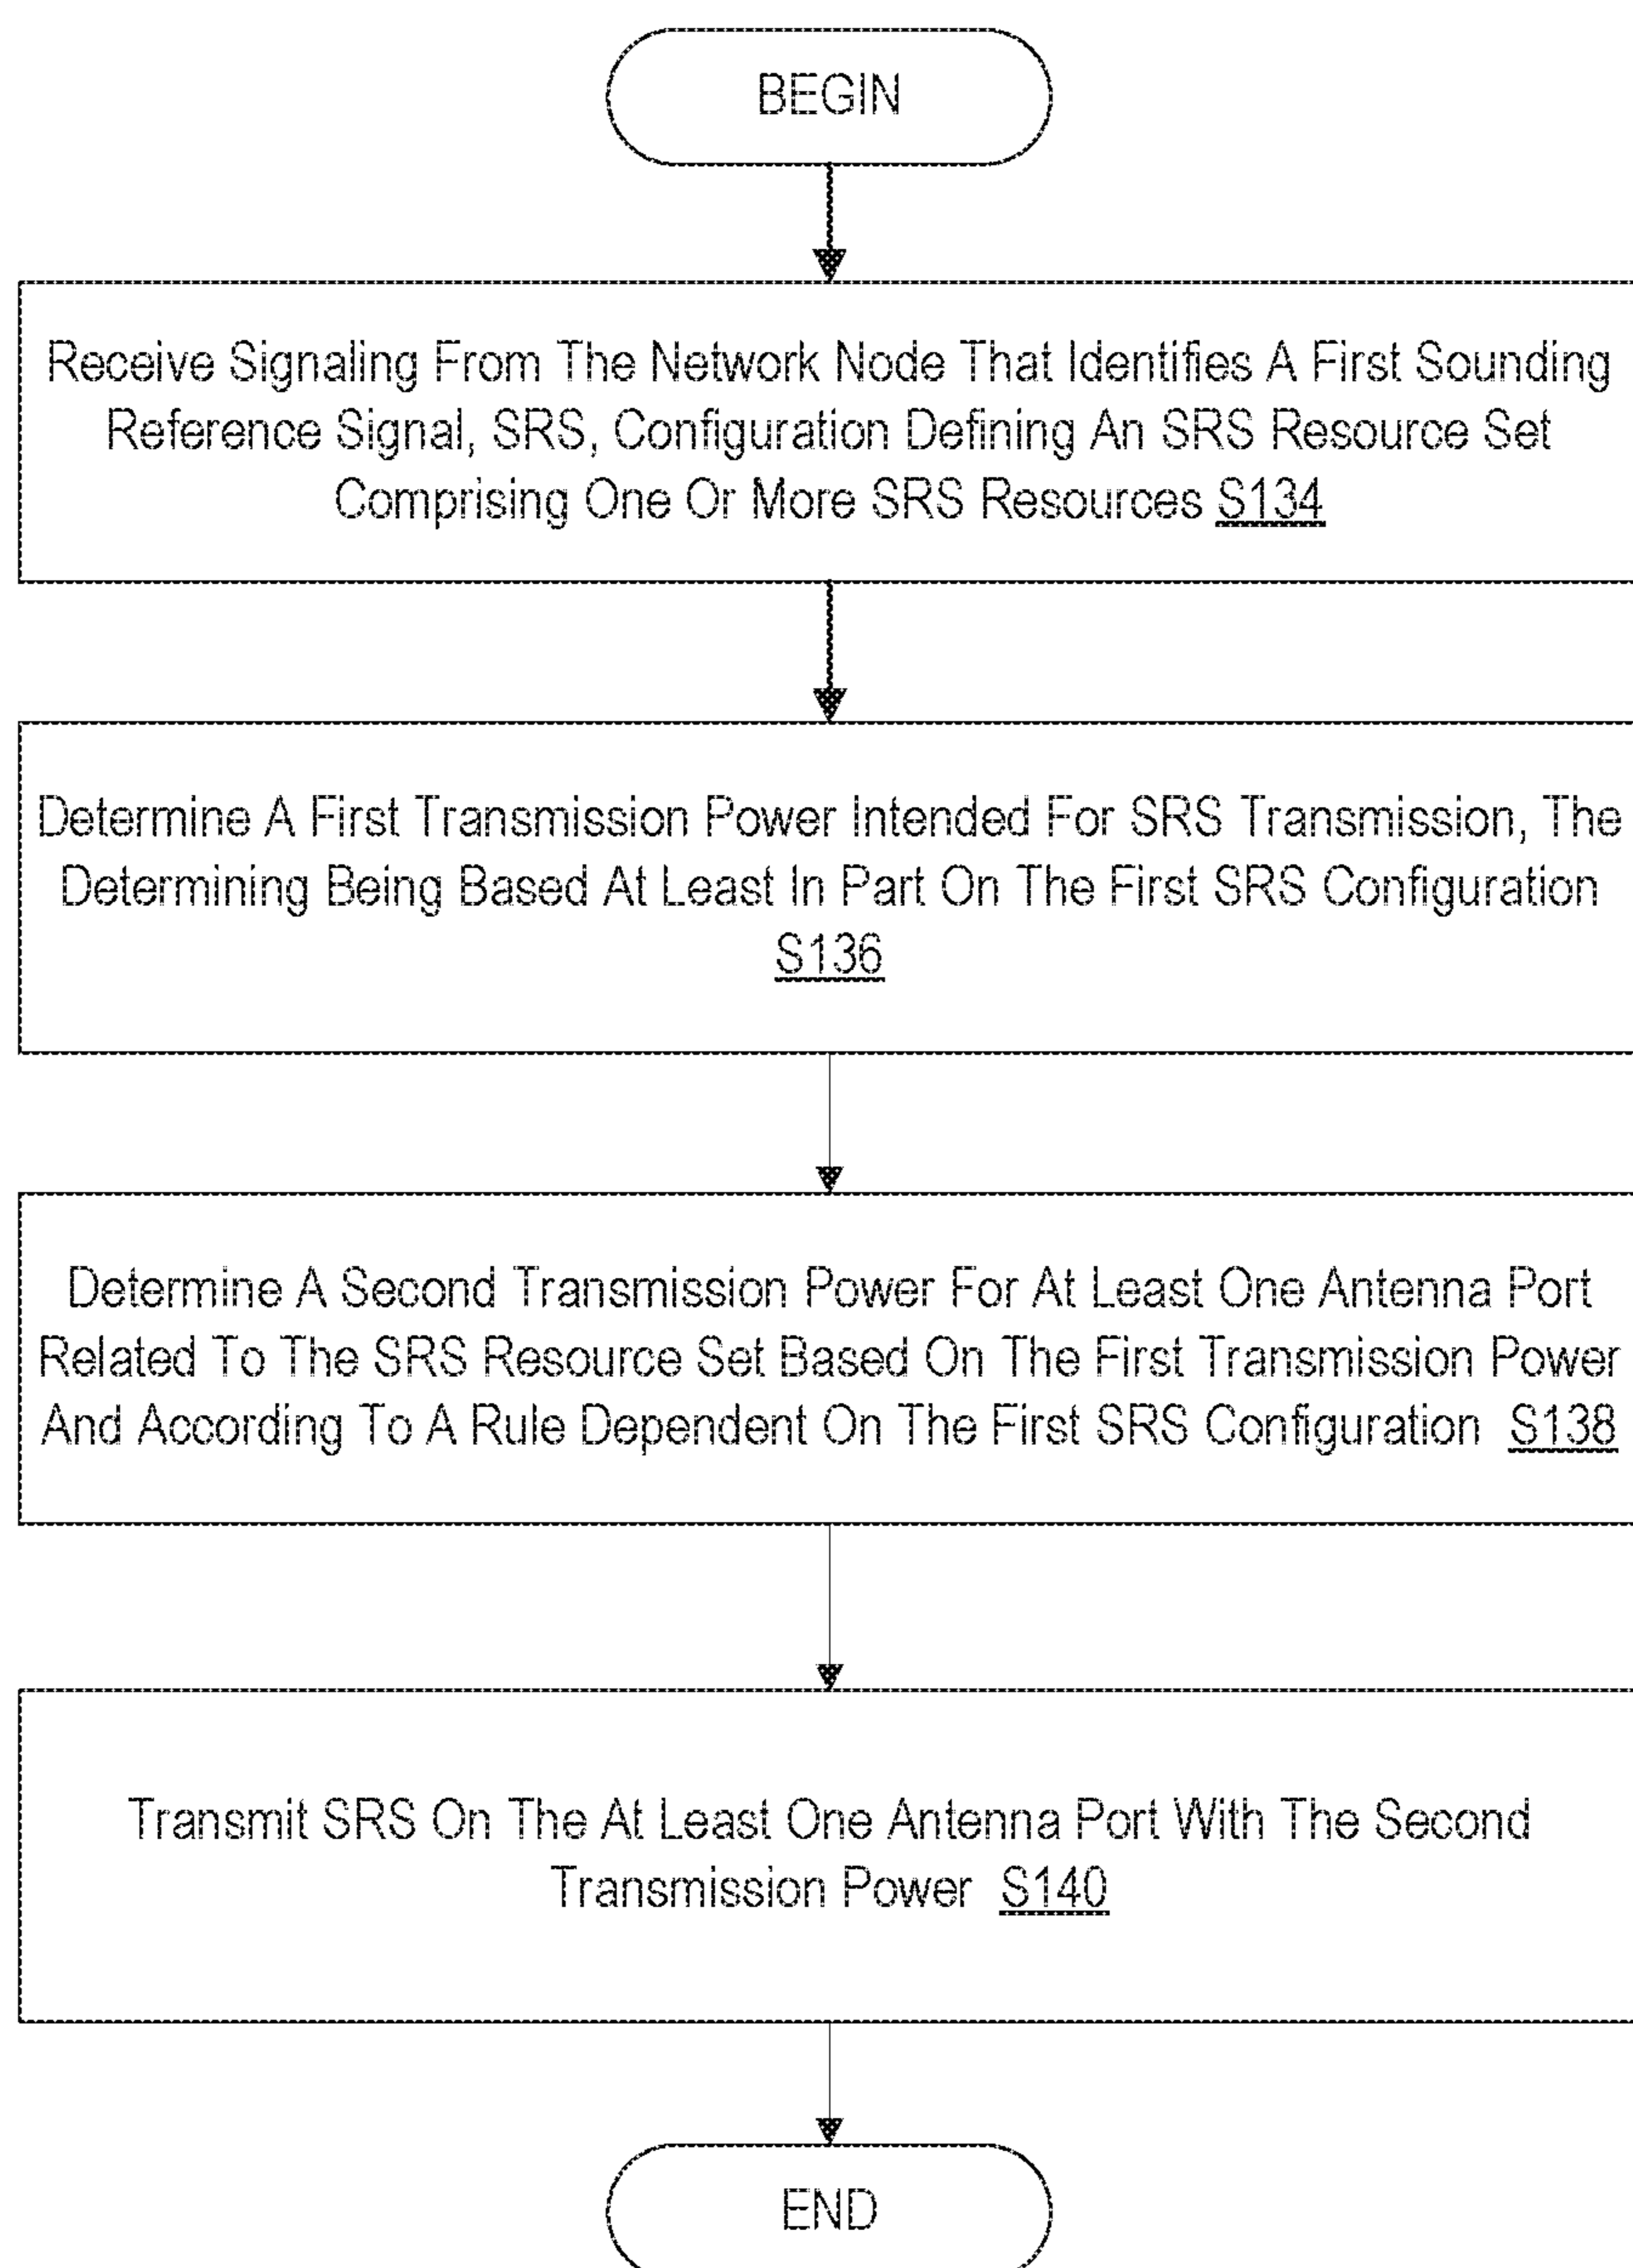 BEGIN
Receive Signaling From The Network Node That Identifies A First Sounding
Reference Signal, SRS, Configuration Defining An SRS Resource Set
Comprising One Or More SRS Resources S134
Determine A First Transmission Power Intended For SRS Transmission, The
Determining Being Based At Least In Part On The First SRS Configuration
S136
Determine A Second Transmission Power For At Least One Antenna Port
Related To The SRS Resource Set Based On The First Transmission Power
And According To A Rule Dependent On The First SRS Configuration S138
Transmit SRS On The At Least One Antenna Port With The Second
Transmission Power S140
END